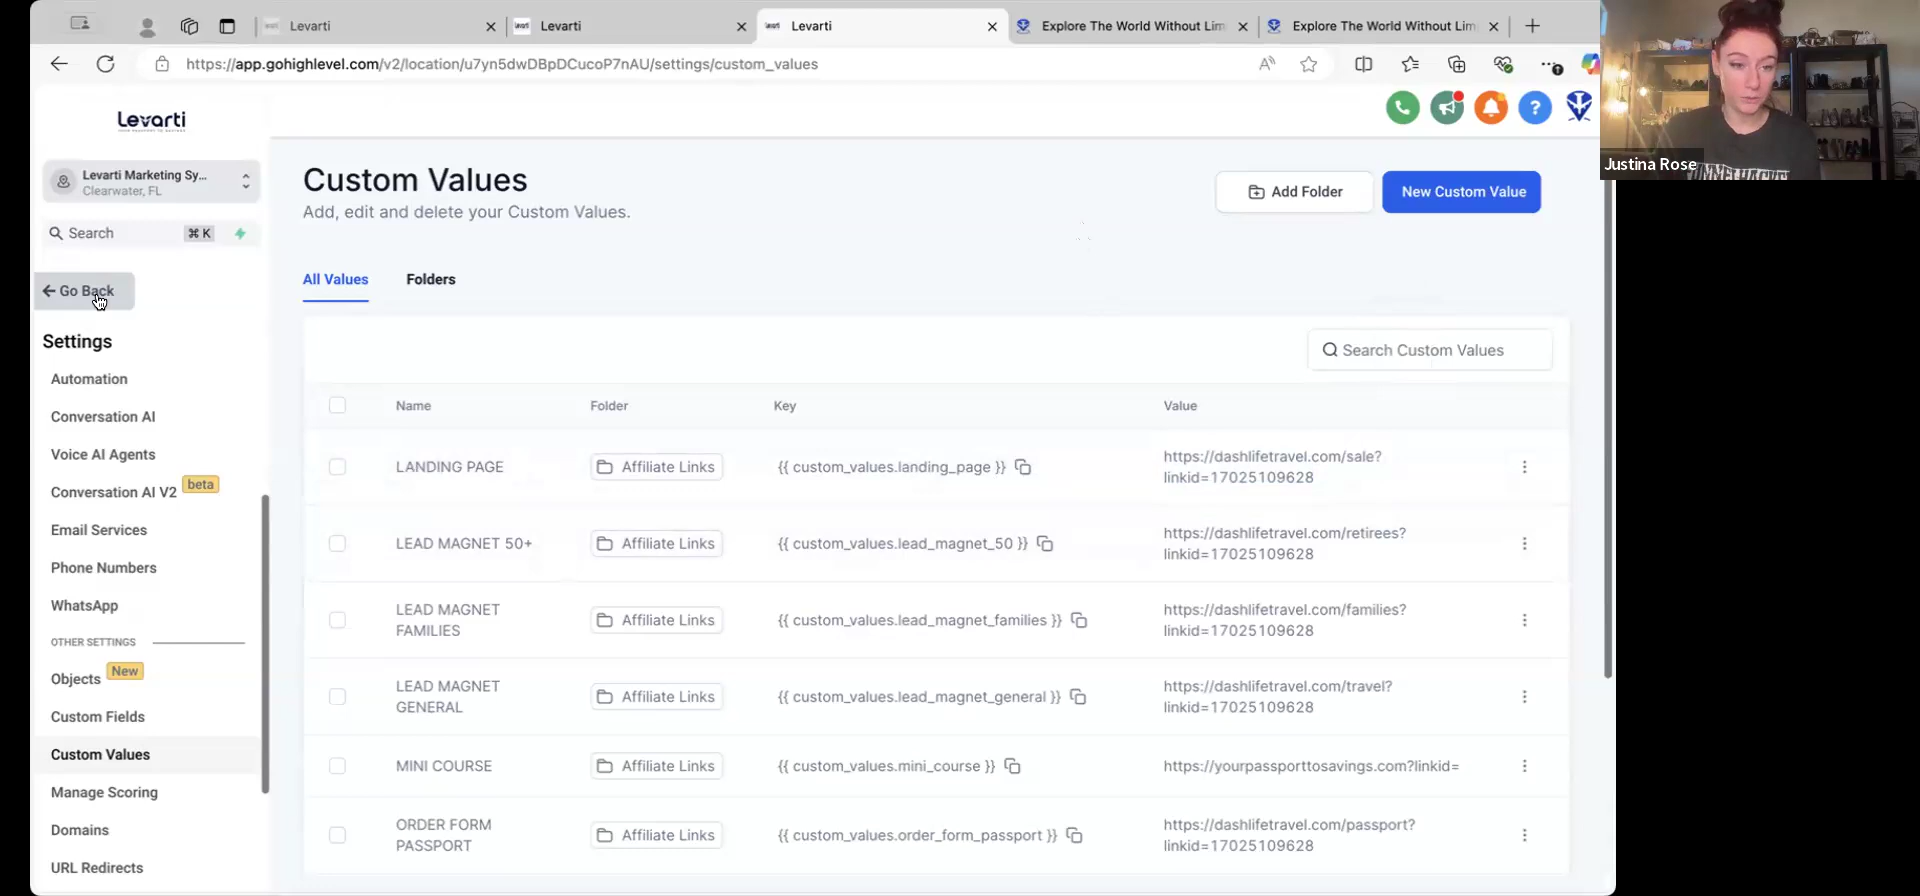 Levarti
Levarti
Levarti
Explore The World Without Lim
Explore The World Without Lim
https://app.gohighlevel.com/v2/location/u7yn5dwDBpDCucoP7nAU/settings/custom_values
Justina Rose
Levarti
Levarti Marketing Sy...
Clearwater, FL
Search
⌘ K
Go Back
Settings
Automation
Conversation AI
Voice AI Agents
Conversation AI V2 beta
Email Services
Phone Numbers
WhatsApp
OTHER SETTINGS
Objects New
Custom Fields
Custom Values
Manage Scoring
Domains
URL Redirects
Custom Values
Add, edit and delete your Custom Values.
Add Folder
New Custom Value
All Values Folders
Search Custom Values
Name Folder Key Value
LANDING PAGE Affiliate Links {{ custom_values.landing_page }} https://dashlifetravel.com/sale?
linkid=17025109628
LEAD MAGNET 50+ Affiliate Links {{ custom_values.lead_magnet_50 }} https://dashlifetravel.com/retirees?
linkid=17025109628
LEAD MAGNET
FAMILIES Affiliate Links {{ custom_values.lead_magnet_families }} https://dashlifetravel.com/families?
linkid=17025109628
LEAD MAGNET
GENERAL Affiliate Links {{ custom_values.lead_magnet_general }} https://dashlifetravel.com/travel?
linkid=17025109628
MINI COURSE Affiliate Links {{ custom_values.mini_course }} https://yourpassporttosavings.com?linkid=
ORDER FORM
PASSPORT Affiliate Links {{ custom_values.order_form_passport }} https://dashlifetravel.com/passport?
linkid=17025109628